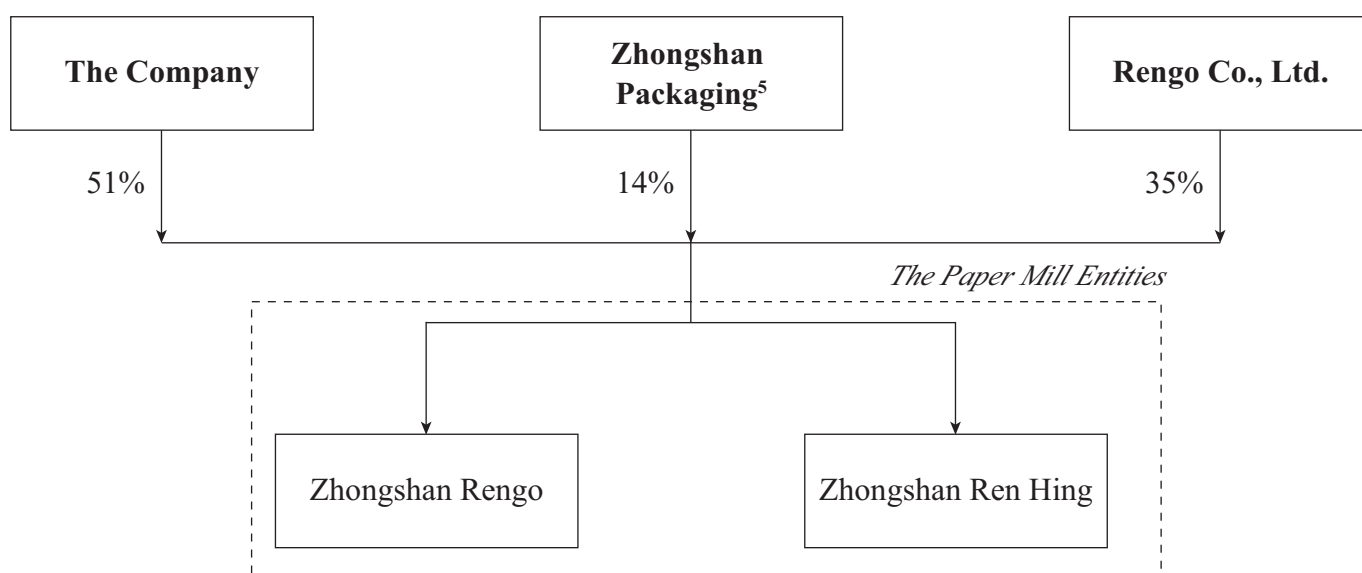 The Company
Zhongshan
Packaging⁵
Rengo Co., Ltd.
51%
14%
35%
The Paper Mill Entities
Zhongshan Rengo
Zhongshan Ren Hing